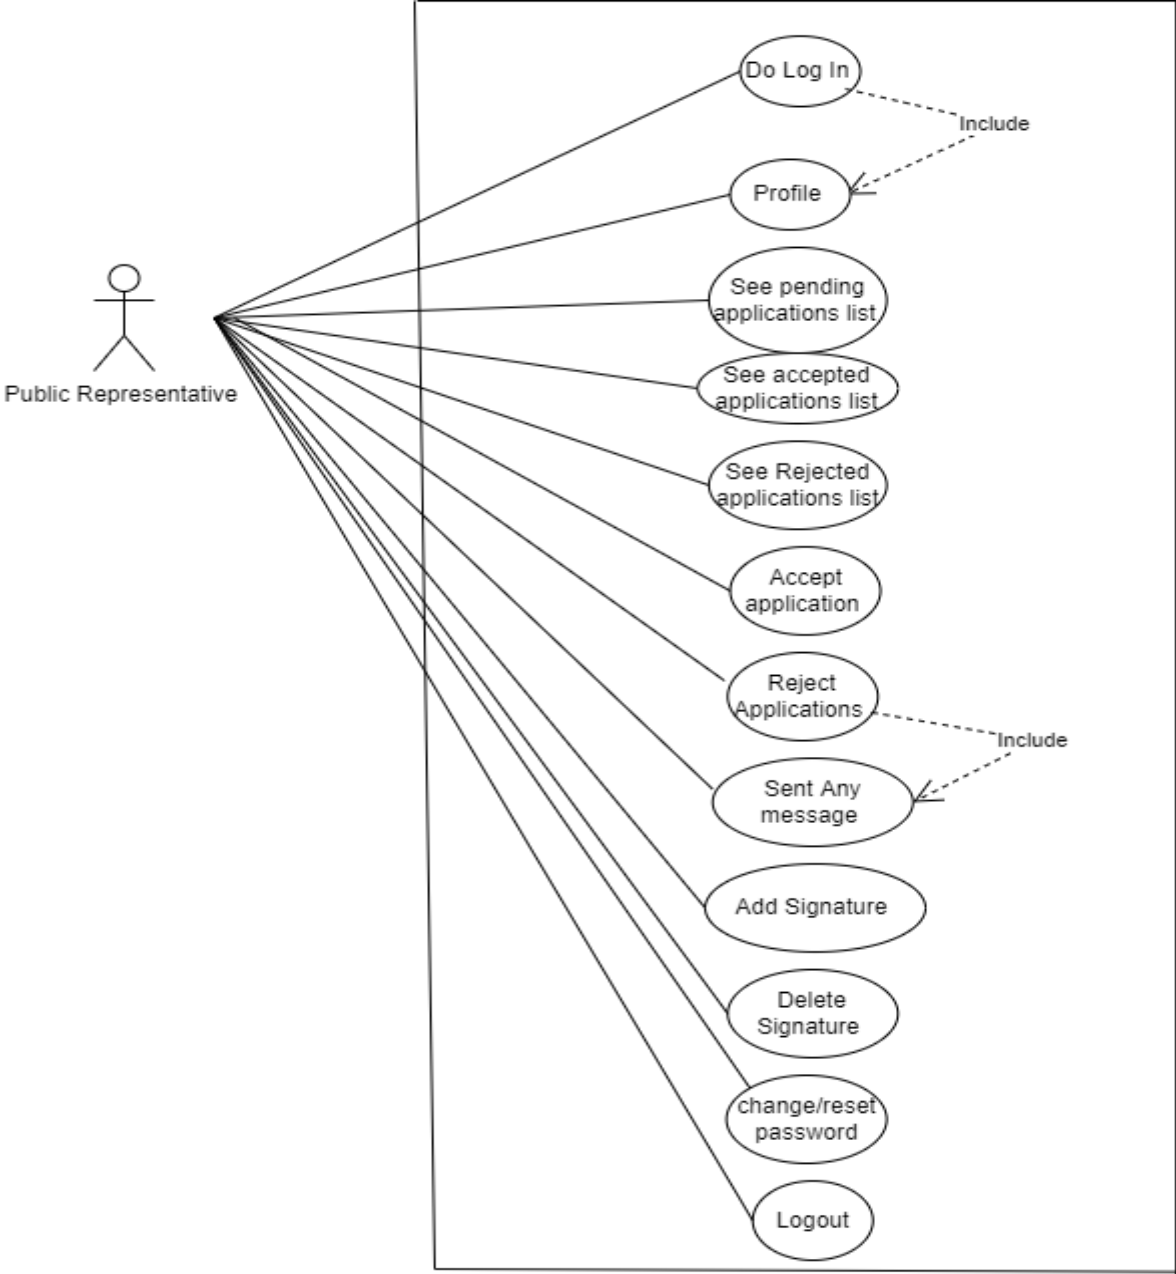 Do Log In
Include
Profile
See pending
applications list
Public Representative
See accepted
applications list
See Rejected
applications list
Accept
application
Reject
Applications
Include
Sent Any
message
Add Signature
Delete
Signature
change/reset
password
Logout